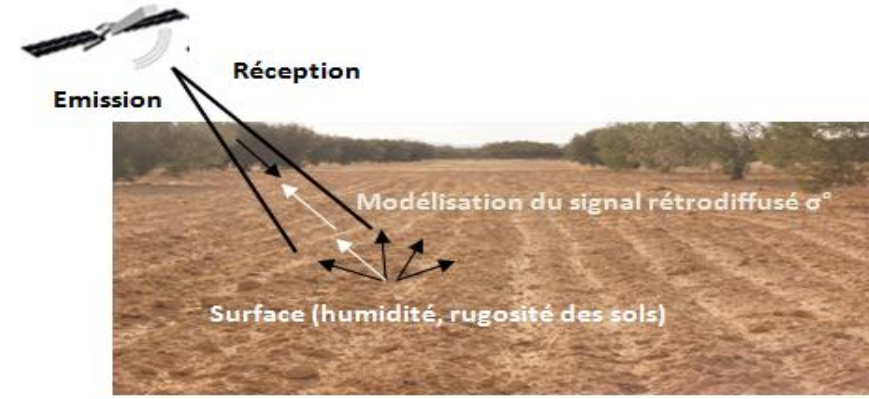 Réception
Emission
Modélisation du signal rétrodiffusé σ°
Surface (humidité, rugosité des sols)